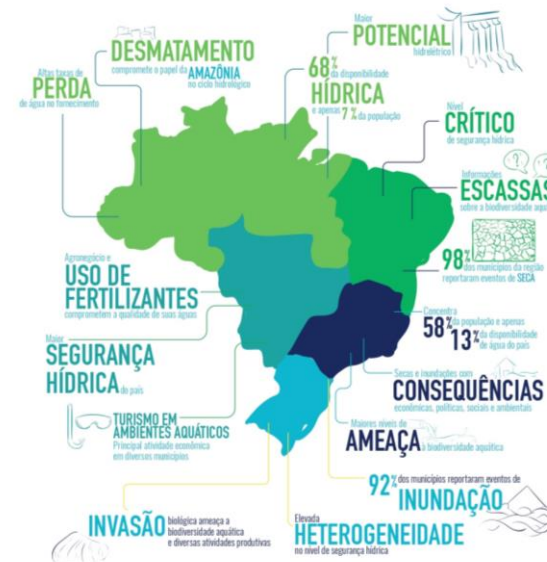 Maior
POTENCIAL
hidrelétrico
DESMATAMENTO
compromete o papel da AMAZÔNIA
no ciclo hidrológico
Altas taxas de
PERDA
de água no fornecimento
68% da disponibilidade
HÍDRICA
e apenas 7% da população
Nível
CRÍTICO
de segurança hídrica
Informações
ESCASSAS
sobre a biodiversidade
98% dos municípios da região
reportaram eventos de SECA
Agronegócio e
USO DE
FERTILIZANTES
comprometem a qualidade de suas águas
Concentra
58% da população e apenas
13% da disponibilidade
de água do país
Maior
SEGURANÇA
HÍDRICA do país
Secas e inundações com
CONSEQUÊNCIAS
econômicas, políticas, sociais e ambientais
TURISMO EM
AMBIENTES AQUÁTICOS
Principal atividade econômica
em diversos municípios
Maiores níveis de
AMEAÇA à biodiversidade aquática
92% dos municípios reportaram eventos de
INUNDAÇÃO
INVASÃO biológica ameaça a
biodiversidade aquática
e diversas atividades produtivas
Elevada
HETEROGENEIDADE
no nível de segurança hídrica